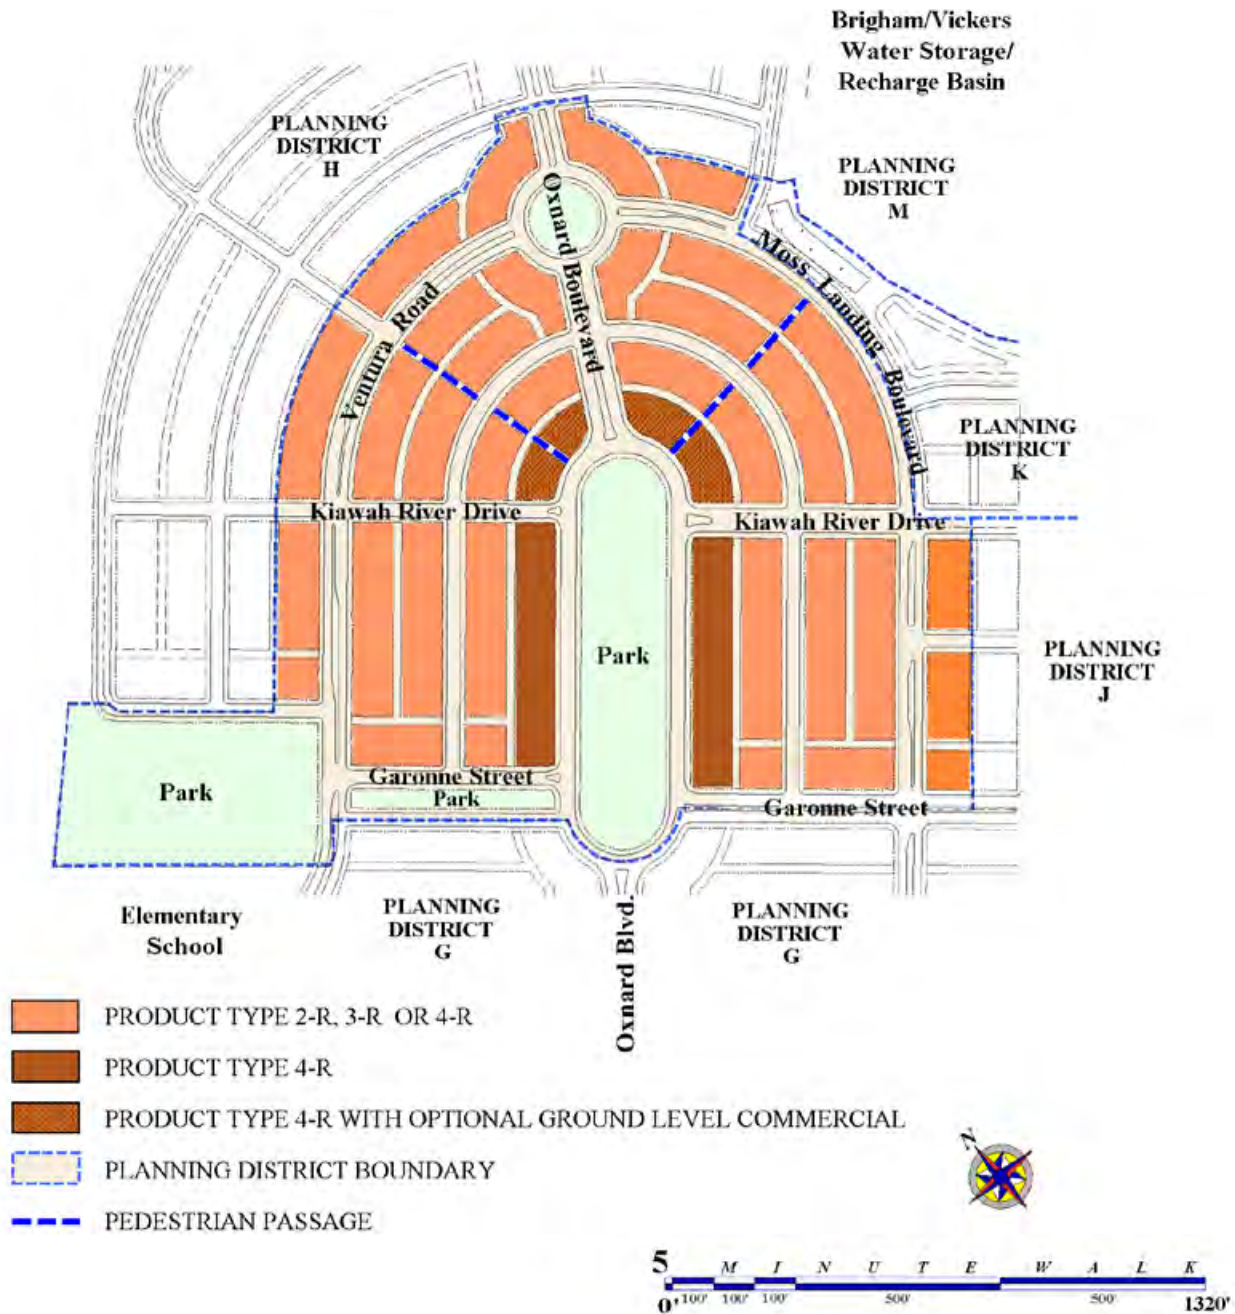 Brigham/Vickers
Water Storage/
Recharge Basin
PLANNING
DISTRICT
H
PLANNING
DISTRICT
M
Oxnard Boulevard
Moss Landing Boulevard
Ventura Road
PLANNING
DISTRICT
K
Kiawah River Drive
Kiawah River Drive
Park
PLANNING
DISTRICT
J
Park
Garonne Street
Park
Garonne Street
Elementary
School
PLANNING
DISTRICT
G
Oxnard Blvd.
PLANNING
DISTRICT
G
PRODUCT TYPE 2-R, 3-R OR 4-R
PRODUCT TYPE 4-R
PRODUCT TYPE 4-R WITH OPTIONAL GROUND LEVEL COMMERCIAL
PLANNING DISTRICT BOUNDARY
PEDESTRIAN PASSAGE
N
5 MINUTE WALK
0' 100' 100' 100' 500' 500' 1320'